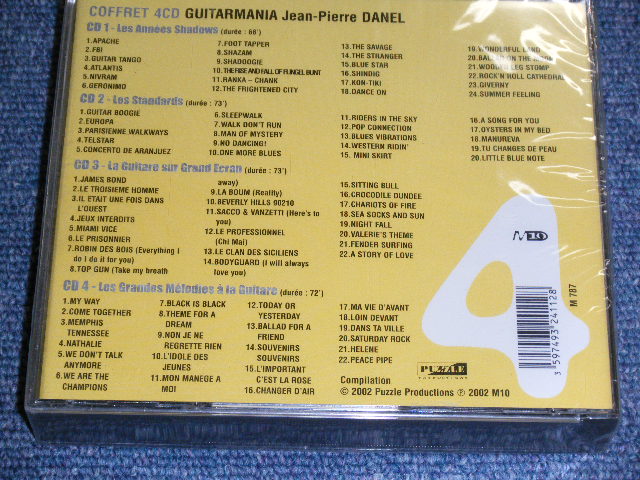 COFFRET 4CD GUITARMANIA Jean-Pierre DANEL
CD 1 - Les Années Shadows (durée : 66')
1.APACHE
2.FBI
3.GUITAR TANGO
4.ATLANTIS
5.NIVRAM
6.GERONIMO
7.FOOT TAPPER
8.SHAZAM
9.SHADOOGIE
10.THE RISE AND FALL OF FLINGEL BUNT
11.RANKA - CHANK
12.THE FRIGHTENED CITY
13.THE SAVAGE
14.THE STRANGER
15.BLUE STAR
16.SHINDIG
17.KON-TIKI
18.DANCE ON
19.WONDERFUL LAND
20.BALLAD ON THE MOON
21.WOODEN LEG STOMP
22.ROCK'N ROLL CATHEDRAL
23.GIVERNY
24.SUMMER FEELING
CD 2 - Les Standards (durée : 73')
1.GUITAR BOOGIE
2.EUROPA
3.PARISIENNE WALKWAYS
4.TELSTAR
5.CONCERTO DE ARANJUEZ
6.SLEEPWALK
7.WALK DON'T RUN
8.MAN OF MYSTERY
9.NO DANCING!
10.ONE MORE BLUES
11.RIDERS IN THE SKY
12.POP CONNECTION
13.BLUES VIBRATIONS
14.WESTERN RIDIN'
15. MINI SKIRT
16.A SONG FOR YOU
17.OYSTERS IN MY BED
18.MANUREVA
19.TU CHANGES DE PEAU
20.LITTLE BLUE NOTE
CD 3 - La Guitare sur Grand Ecran (durée : 73')
1.JAMES BOND
2.LE TROISIEME HOMME
3.IL ETAIT UNE FOIS DANS
L'OUEST
4.JEUX INTERDITS
5.MIAMI VICE
6.LE PRISONNIER
7.ROBIN DES BOIS (Everything I
do I do it for you)
8.TOP GUN (Take my breath
away)
9.LA BOUM (Reality)
10.BEVERLY HILLS 90210
11.SACCO & VANZETTI (Here's to
you)
12.LE PROFESSIONNEL
(Chi Mai)
13.LE CLAN DES SICILIENS
14.BODYGUARD (I will always
love you)
15.SITTING BULL
16.CROCODILE DUNDEE
17.CHARIOTS OF FIRE
18.SEA SOCKS AND SUN
19.NIGHT FALL
20.VALERIE'S THEME
21.FENDER SURFING
22.A STORY OF LOVE
CD 4 - Les Grandes Mélodies à la Guitare (durée : 72')
1.MY WAY
2.COME TOGETHER
3.MEMPHIS
TENNESSEE
4.NATHALIE
5.WE DON'T TALK
ANYMORE
6.WE ARE THE
CHAMPIONS
7.BLACK IS BLACK
8.THEME FOR A
DREAM
9.NON JE NE
REGRETTE RIEN
10.L'IDOLE DES
JEUNES
11.MON MANEGE A
MOI
12.TODAY OR
YESTERDAY
13.BALLAD FOR A
FRIEND
14.SOUVENIRS
SOUVENIRS
15.L'IMPORTANT
C'EST LA ROSE
16.CHANGER D'AIR
17.MA VIE D'AVANT
18.LOIN DEVANT
19.DANS TA VILLE
20.SATURDAY ROCK
21.HELENE
22.PEACE PIPE
M10
4
M 787
3 597493 241128
PUZZLE
PRODUCTIONS
Compilation
© 2002 Puzzle Productions ℗ 2002 M10